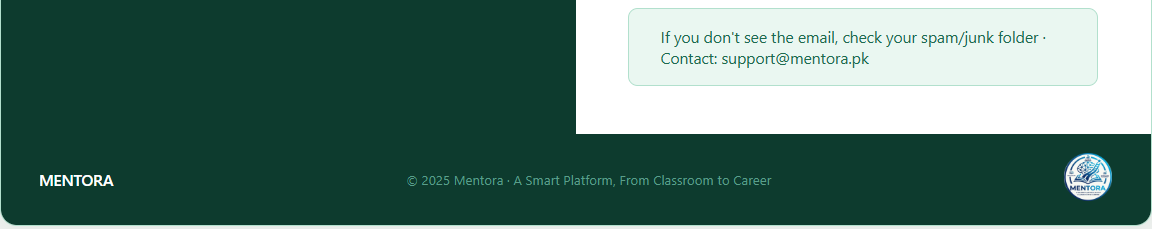 If you don't see the email, check your spam/junk folder ·
Contact: support@mentora.pk
MENTORA
© 2025 Mentora · A Smart Platform, From Classroom to Career
MENTORA